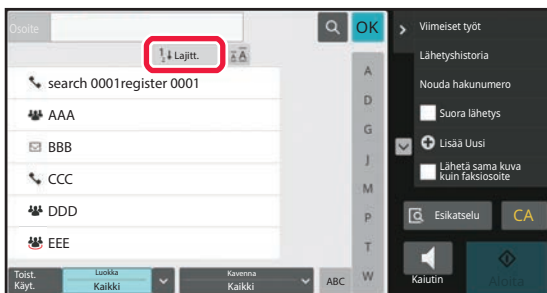 Osoite
OK
Lajitt.
search 0001register 0001
AAA
BBB
CCC
DDD
EEE
A
D
G
J
M
P
T
W
Toist.
Käyt.
Luokka
Kaikki
Kavenna
Kaikki
ABC
Viimeiset työt
Lähetyshistoria
Nouda hakunumero
Suora lähetys
Lisää Uusi
Lähetä sama kuva
kuin faksiosoite
Esikatselu
CA
Kaiutin
Aloita